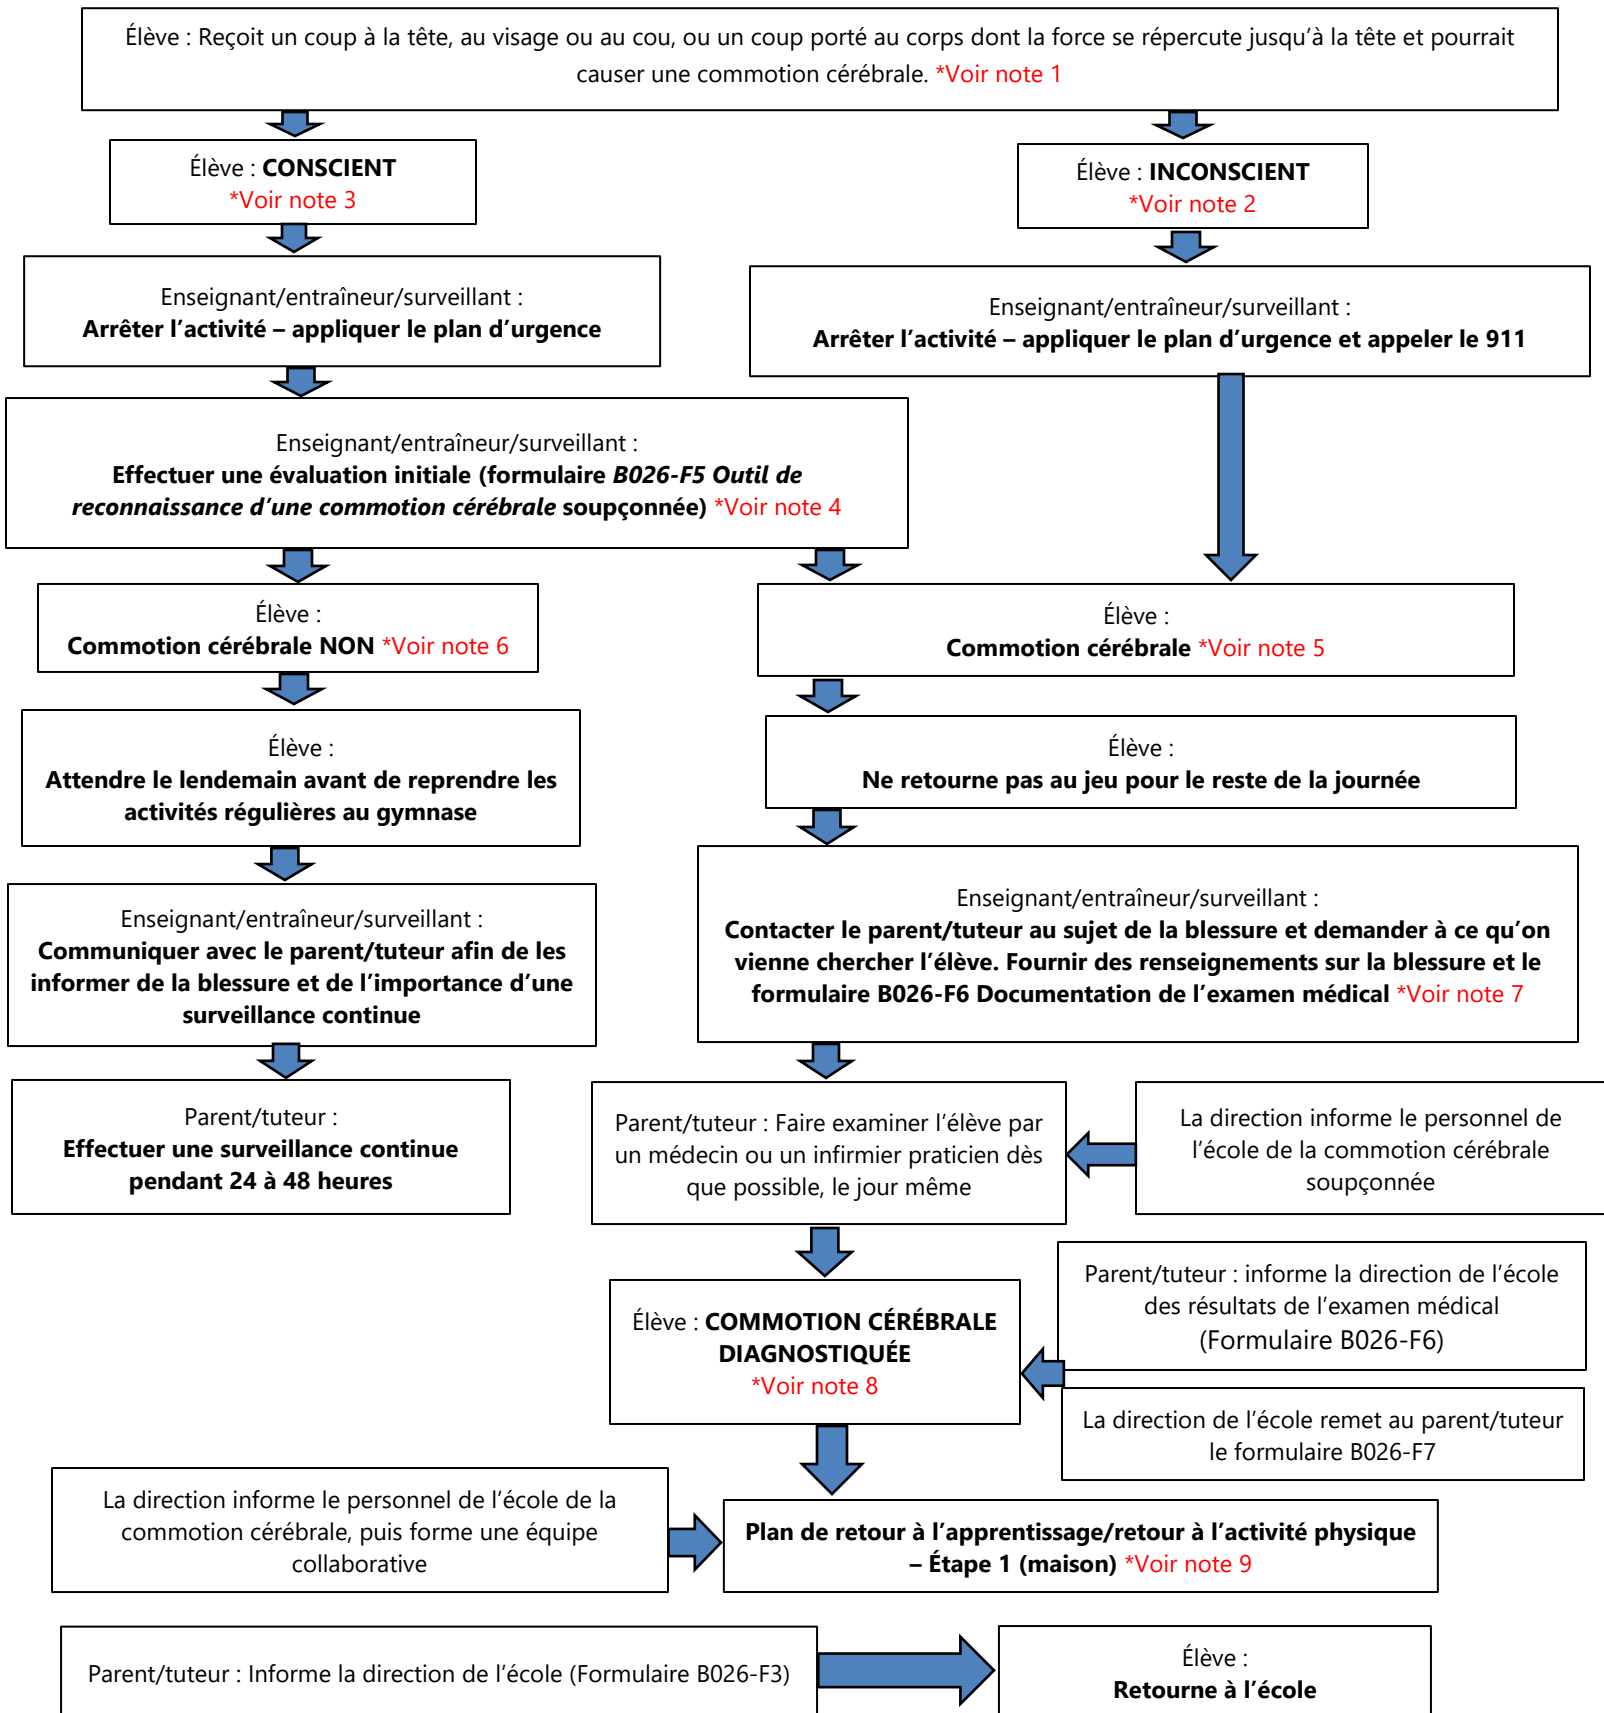 Élève : Reçoit un coup à la tête, au visage ou au cou, ou un coup porté au corps dont la force se répercute jusqu’à la tête et pourrait
causer une commotion cérébrale. *Voir note 1
Élève : CONSCIENT
*Voir note 3
Élève : INCONSCIENT
*Voir note 2
Enseignant/entraîneur/surveillant :
Arrêter l’activité – appliquer le plan d’urgence
Enseignant/entraîneur/surveillant :
Arrêter l’activité – appliquer le plan d’urgence et appeler le 911
Enseignant/entraîneur/surveillant :
Effectuer une évaluation initiale (formulaire B026-F5 Outil de
reconnaissance d’une commotion cérébrale soupçonnée) *Voir note 4
Élève :
Commotion cérébrale NON *Voir note 6
Élève :
Commotion cérébrale *Voir note 5
Élève :
Attendre le lendemain avant de reprendre les
activités régulières au gymnase
Élève :
Ne retourne pas au jeu pour le reste de la journée
Enseignant/entraîneur/surveillant :
Communiquer avec le parent/tuteur afin de les
informer de la blessure et de l’importance d’une
surveillance continue
Enseignant/entraîneur/surveillant :
Contacter le parent/tuteur au sujet de la blessure et demander à ce qu’on
vienne chercher l’élève. Fournir des renseignements sur la blessure et le
formulaire B026-F6 Documentation de l’examen médical *Voir note 7
Parent/tuteur :
Effectuer une surveillance continue
pendant 24 à 48 heures
Parent/tuteur : Faire examiner l’élève par
un médecin ou un infirmier praticien dès
que possible, le jour même
La direction informe le personnel de
l’école de la commotion cérébrale
soupçonnée
Parent/tuteur : informe la direction de l’école
des résultats de l’examen médical
(Formulaire B026-F6)
Élève : COMMOTION CÉRÉBRALE
DIAGNOSTIQUÉE
*Voir note 8
La direction de l’école remet au parent/tuteur
le formulaire B026-F7
La direction informe le personnel de l’école de la
commotion cérébrale, puis forme une équipe
collaborative
Plan de retour à l’apprentissage/retour à l’activité physique
– Étape 1 (maison) *Voir note 9
Parent/tuteur : Informe la direction de l’école (Formulaire B026-F3)
Élève :
Retourne à l’école